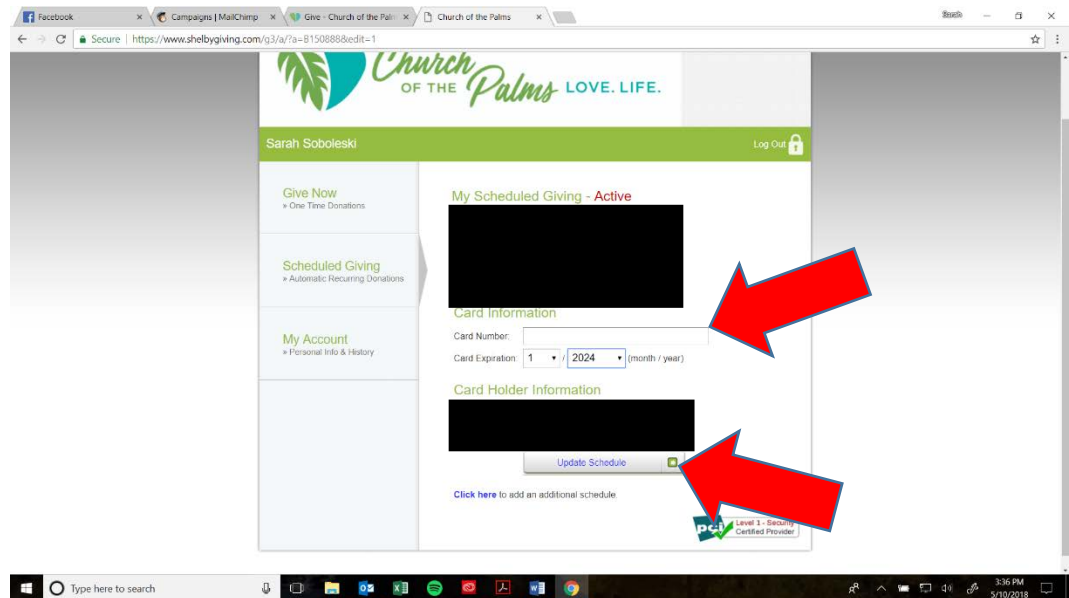 Facebook
Campaigns | MailChimp
Give - Church of the Palm
Church of the Palms
Sarah
Secure | https://www.shelbygiving.com/g3/a/?a=8150888&edit=1
Church
OF THE Palms LOVE. LIFE.
Sarah Soboleski
Log Out
Give Now
» One Time Donations
My Scheduled Giving - Active
Scheduled Giving
» Automatic Recurring Donations
Card Information
Card Number:
My Account
» Personal Info & History
Card Expiration: 1 / 2024 (month / year)
Card Holder Information
Update Schedule
Click here to add an additional schedule.
pci
Level 1 - Security
Certified Provider
Type here to search
3:36 PM
5/10/2018